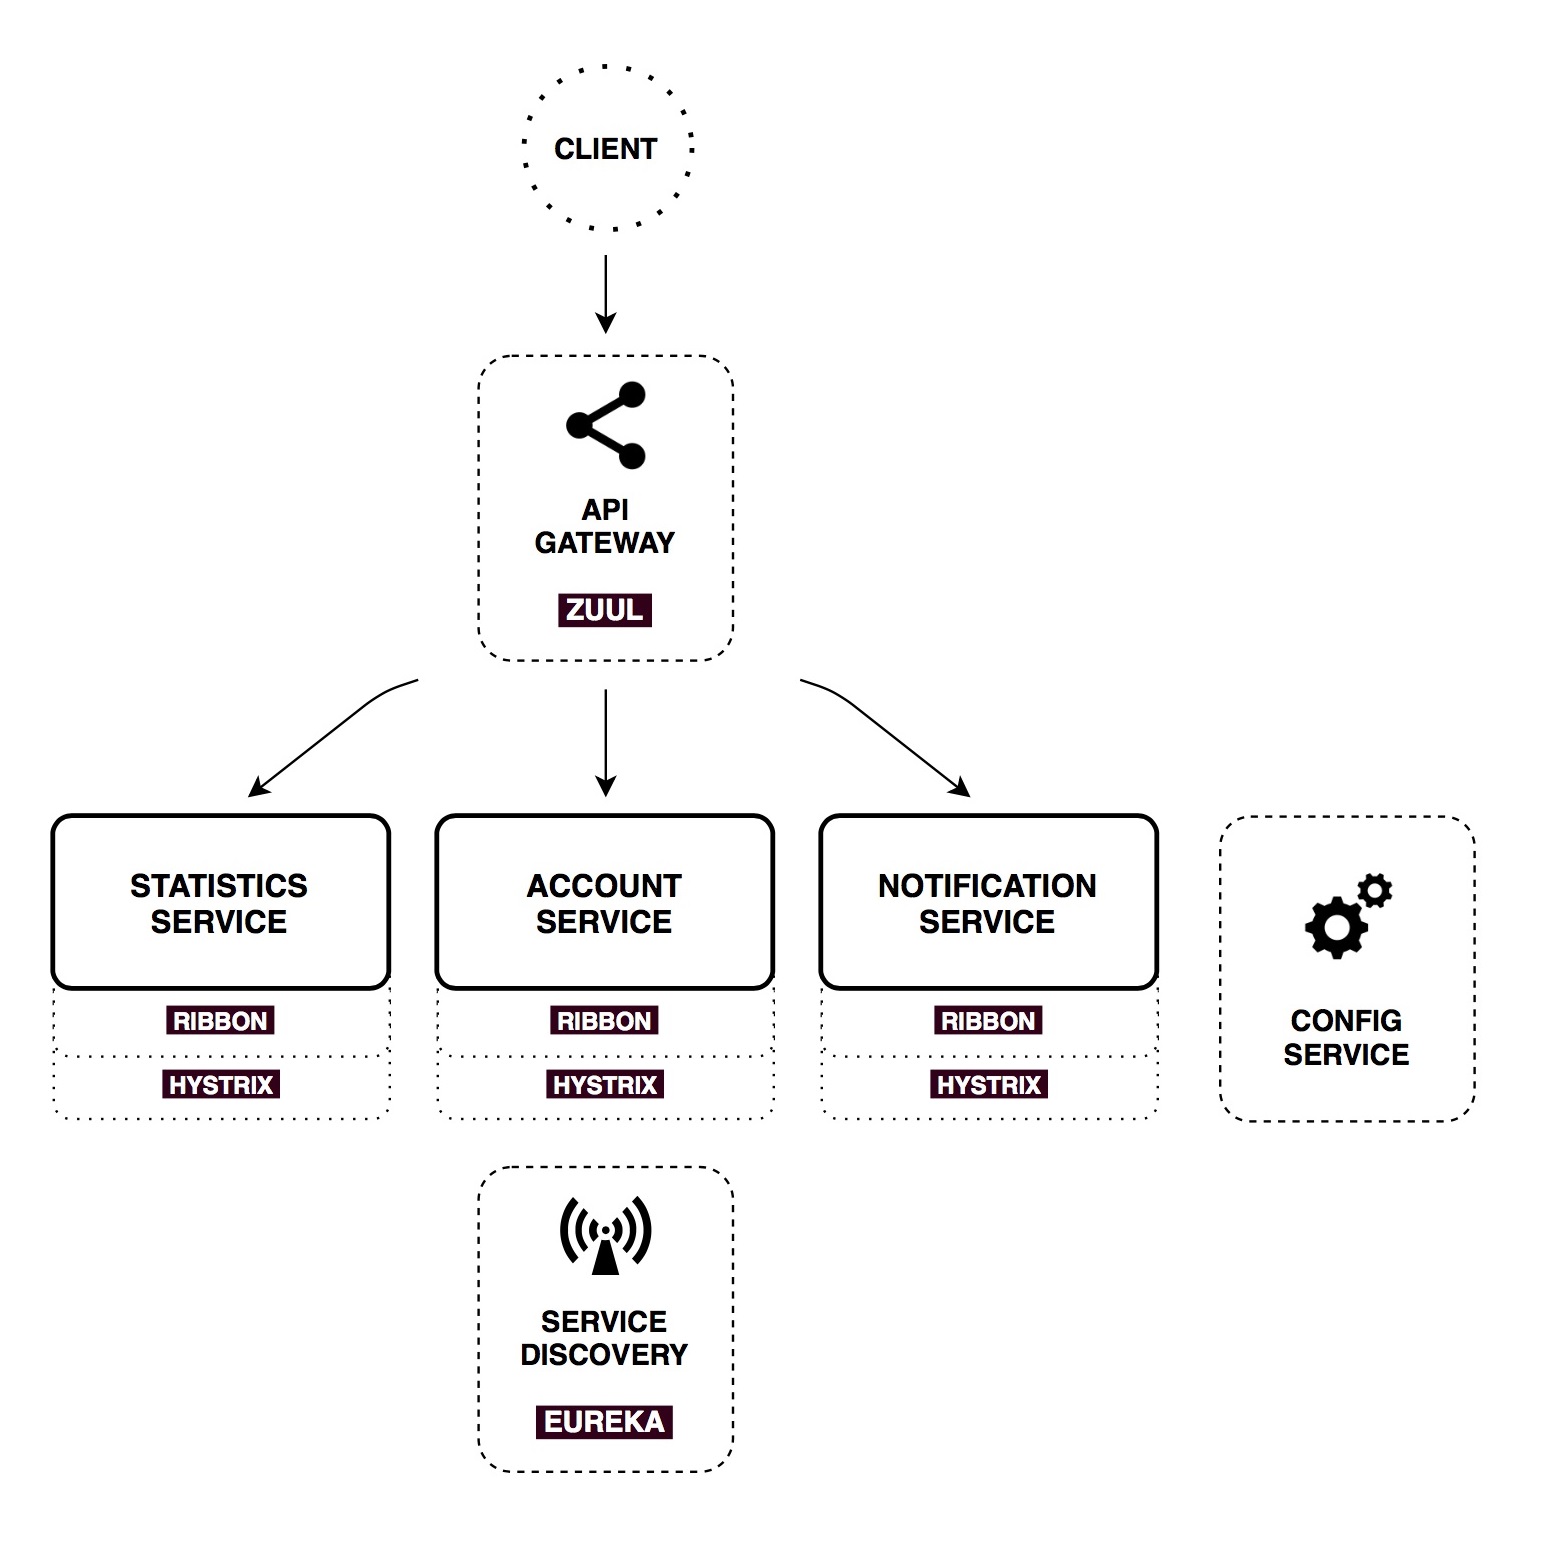 CLIENT
API
GATEWAY
ZUUL
STATISTICS
SERVICE
RIBBON
HYSTRIX
ACCOUNT
SERVICE
RIBBON
HYSTRIX
NOTIFICATION
SERVICE
RIBBON
HYSTRIX
CONFIG
SERVICE
SERVICE
DISCOVERY
EUREKA